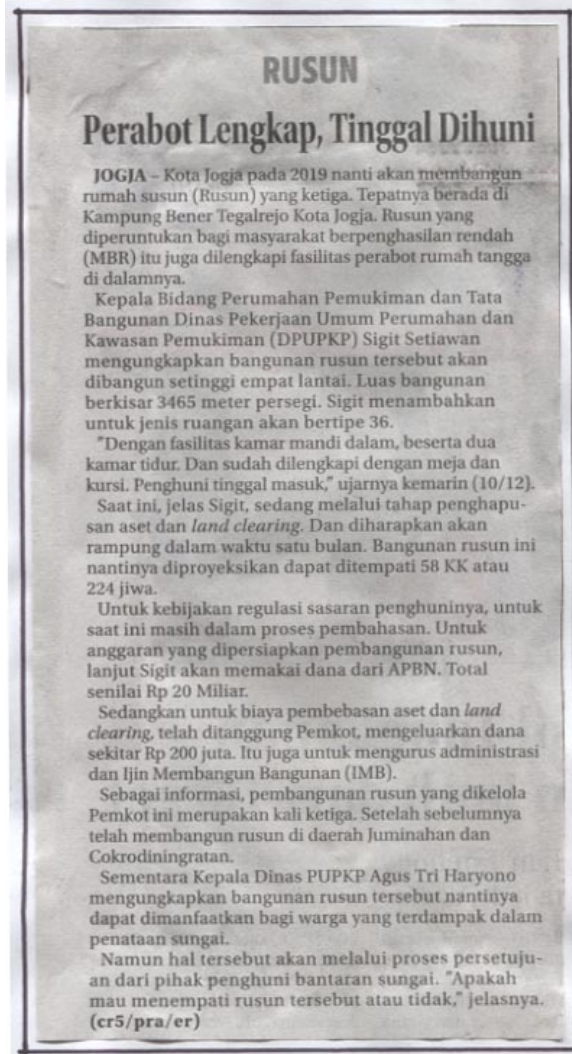 RUSUN
Perabot Lengkap, Tinggal Dihuni
JOGJA – Kota Jogja pada 2019 nanti akan membangun
rumah susun (Rusun) yang ketiga. Tepatnya berada di
Kampung Bener Tegalrejo Kota Jogja. Rusun yang
diperuntukan bagi masyarakat berpenghasilan rendah
(MBR) itu juga dilengkapi fasilitas perabot rumah tangga
di dalamnya.
Kepala Bidang Perumahan Pemukiman dan Tata
Bangunan Dinas Pekerjaan Umum Perumahan dan
Kawasan Pemukiman (DPUPKP) Sigit Setiawan
mengungkapkan bangunan rusun tersebut akan
dibangun setinggi empat lantai. Luas bangunan
berkisar 3465 meter persegi. Sigit menambahkan
untuk jenis ruangan akan bertipe 36.
"Dengan fasilitas kamar mandi dalam, beserta dua
kamar tidur. Dan sudah dilengkapi dengan meja dan
kursi. Penghuni tinggal masuk," ujarnya kemarin (10/12).
Saat ini, jelas Sigit, sedang melalui tahap penghapu-
san aset dan land clearing. Dan diharapkan akan
rampung dalam waktu satu bulan. Bangunan rusun ini
nantinya diproyeksikan dapat ditempati 58 KK atau
224 jiwa.
Untuk kebijakan regulasi sasaran penghuninya, untuk
saat ini masih dalam proses pembahasan. Untuk
anggaran yang dipersiapkan pembangunan rusun,
lanjut Sigit akan memakai dana dari APBN. Total
senilai Rp 20 Miliar.
Sedangkan untuk biaya pembebasan aset dan land
clearing, telah ditanggung Pemkot, mengeluarkan dana
sekitar Rp 200 juta. Itu juga untuk mengurus administrasi
dan Ijin Membangun Bangunan (IMB).
Sebagai informasi, pembangunan rusun yang dikelola
Pemkot ini merupakan kali ketiga. Setelah sebelumnya
telah membangun rusun di daerah Juminahan dan
Cokrodiningratan.
Sementara Kepala Dinas PUPKP Agus Tri Haryono
mengungkapkan bangunan rusun tersebut nantinya
dapat dimanfaatkan bagi warga yang terdampak dalam
penataan sungai.
Namun hal tersebut akan melalui proses persetuju-
an dari pihak penghuni bantaran sungai. "Apakah
mau menempati rusun tersebut atau tidak," jelasnya.
(cr5/pra/er)